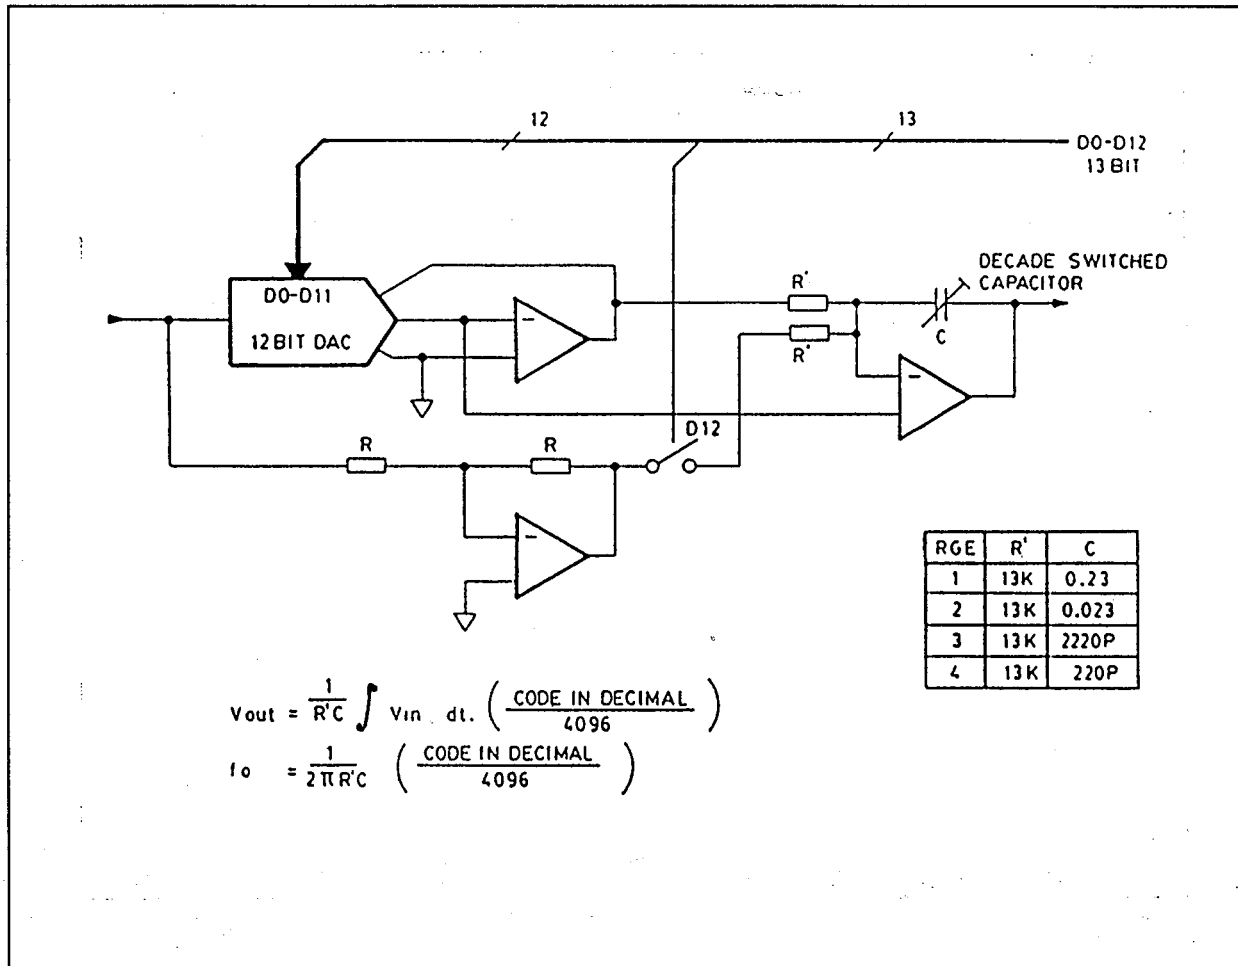 12
13
D0-D12
13 BIT
D0-D11
12 BIT DAC
DECADE SWITCHED
CAPACITOR
R'
R'
C
D12
R
R
RGE R' C
1 13K 0.23
2 13K 0.023
3 13K 2220P
4 13K 220P
Vout = 1/R'C ∫ Vin dt. (CODE IN DECIMAL / 4096)
fo = 1/2πR'C (CODE IN DECIMAL / 4096)